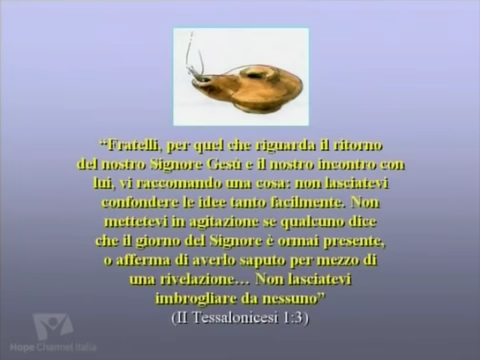 “Fratelli, per quel che riguarda il ritorno
del nostro Signore Gesù e il nostro incontro con
lui, vi raccomando una cosa: non lasciatevi
confondere le idee tanto facilmente. Non
mettetevi in agitazione se qualcuno dice
che il giorno del Signore è ormai presente,
o afferma di averlo saputo per mezzo di
una rivelazione… Non lasciatevi
imbrogliare da nessuno”
(II Tessalonicesi 1:3)
Hope Channel Italia